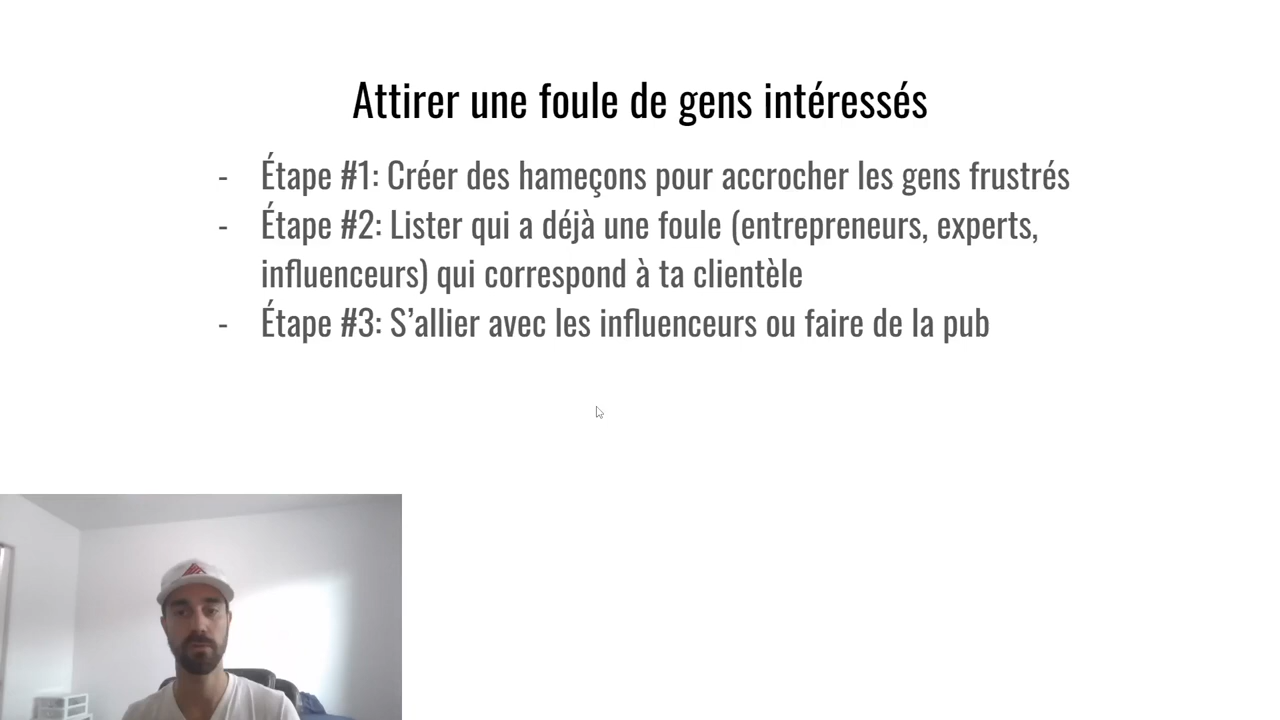 Attirer une foule de gens intéressés
- Étape #1: Créer des hameçons pour accrocher les gens frustrés
- Étape #2: Lister qui a déjà une foule (entrepreneurs, experts,
influenceurs) qui correspond à ta clientèle
- Étape #3: S’allier avec les influenceurs ou faire de la pub